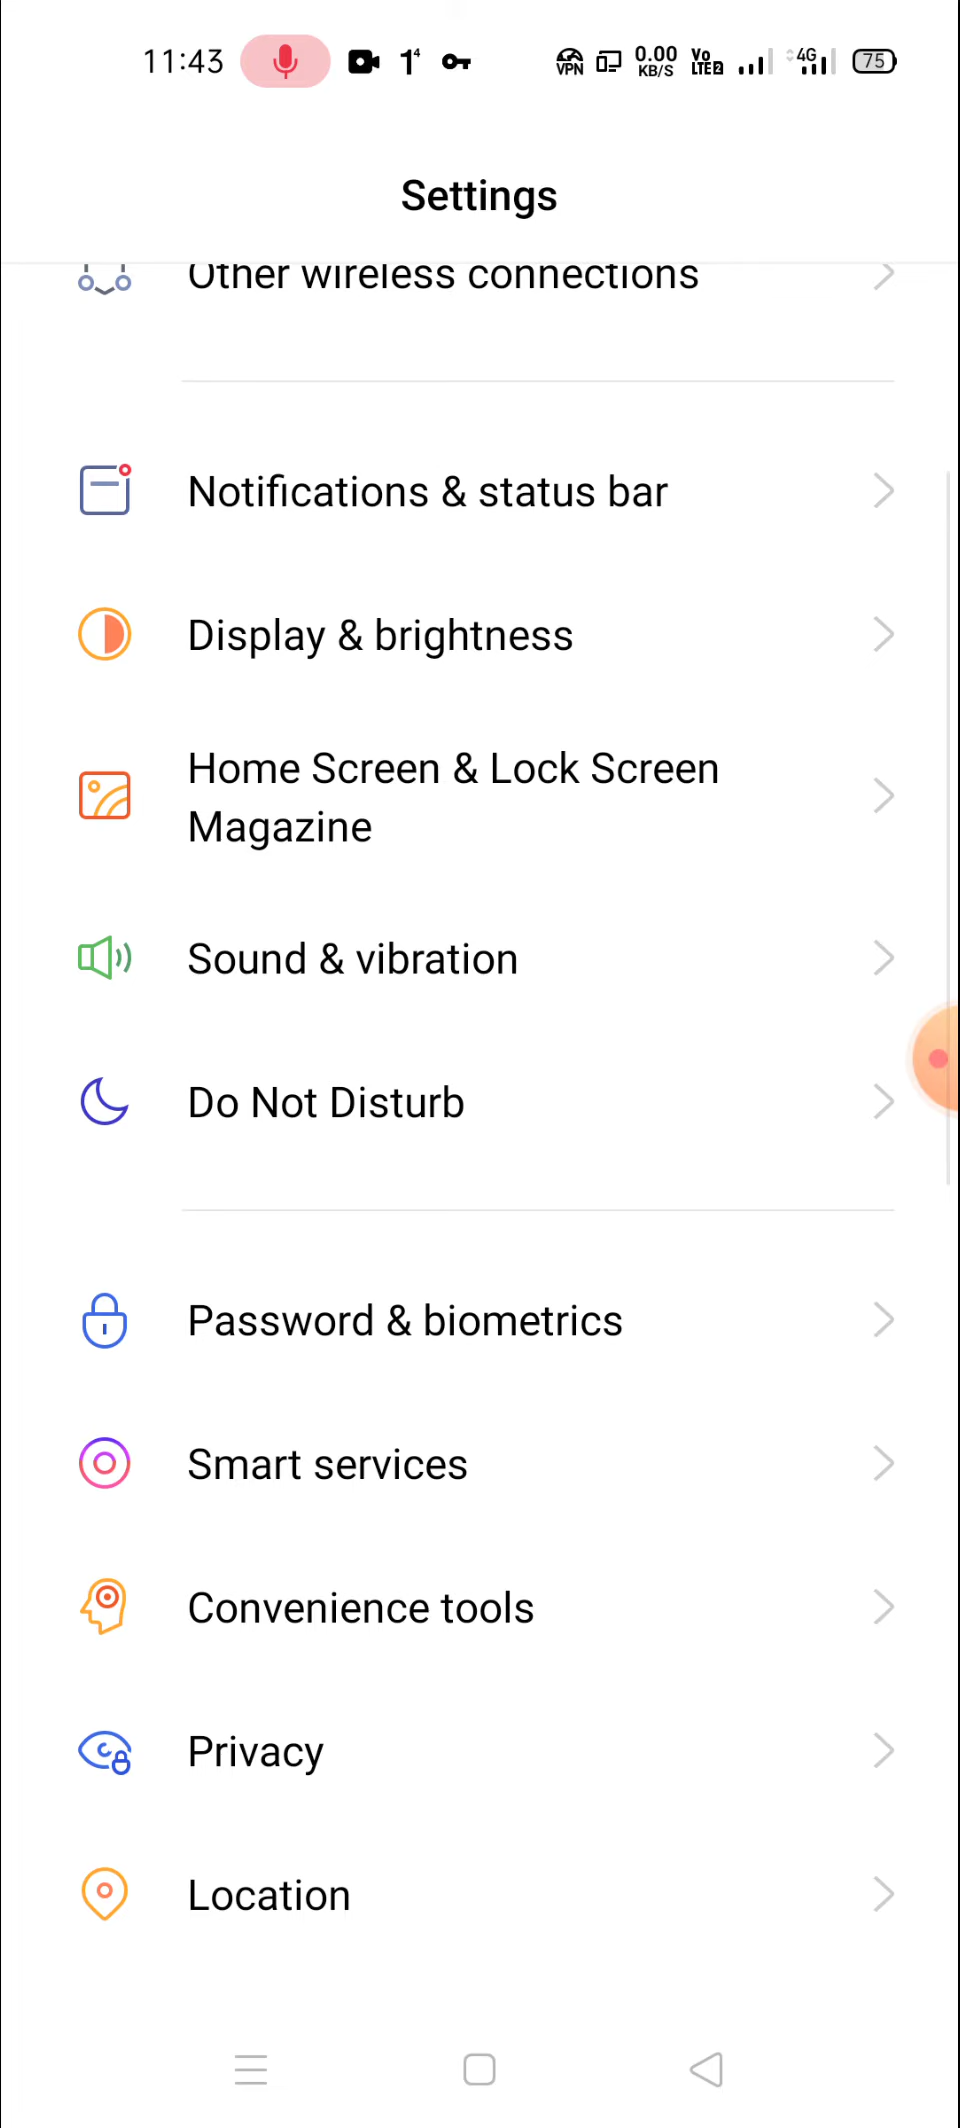 11:43 1⁴ VPN 0.00 KB/S Vo LTE2 4G 75
Settings
Other wireless connections
Notifications & status bar
Display & brightness
Home Screen & Lock Screen
Magazine
Sound & vibration
Do Not Disturb
Password & biometrics
Smart services
Convenience tools
Privacy
Location